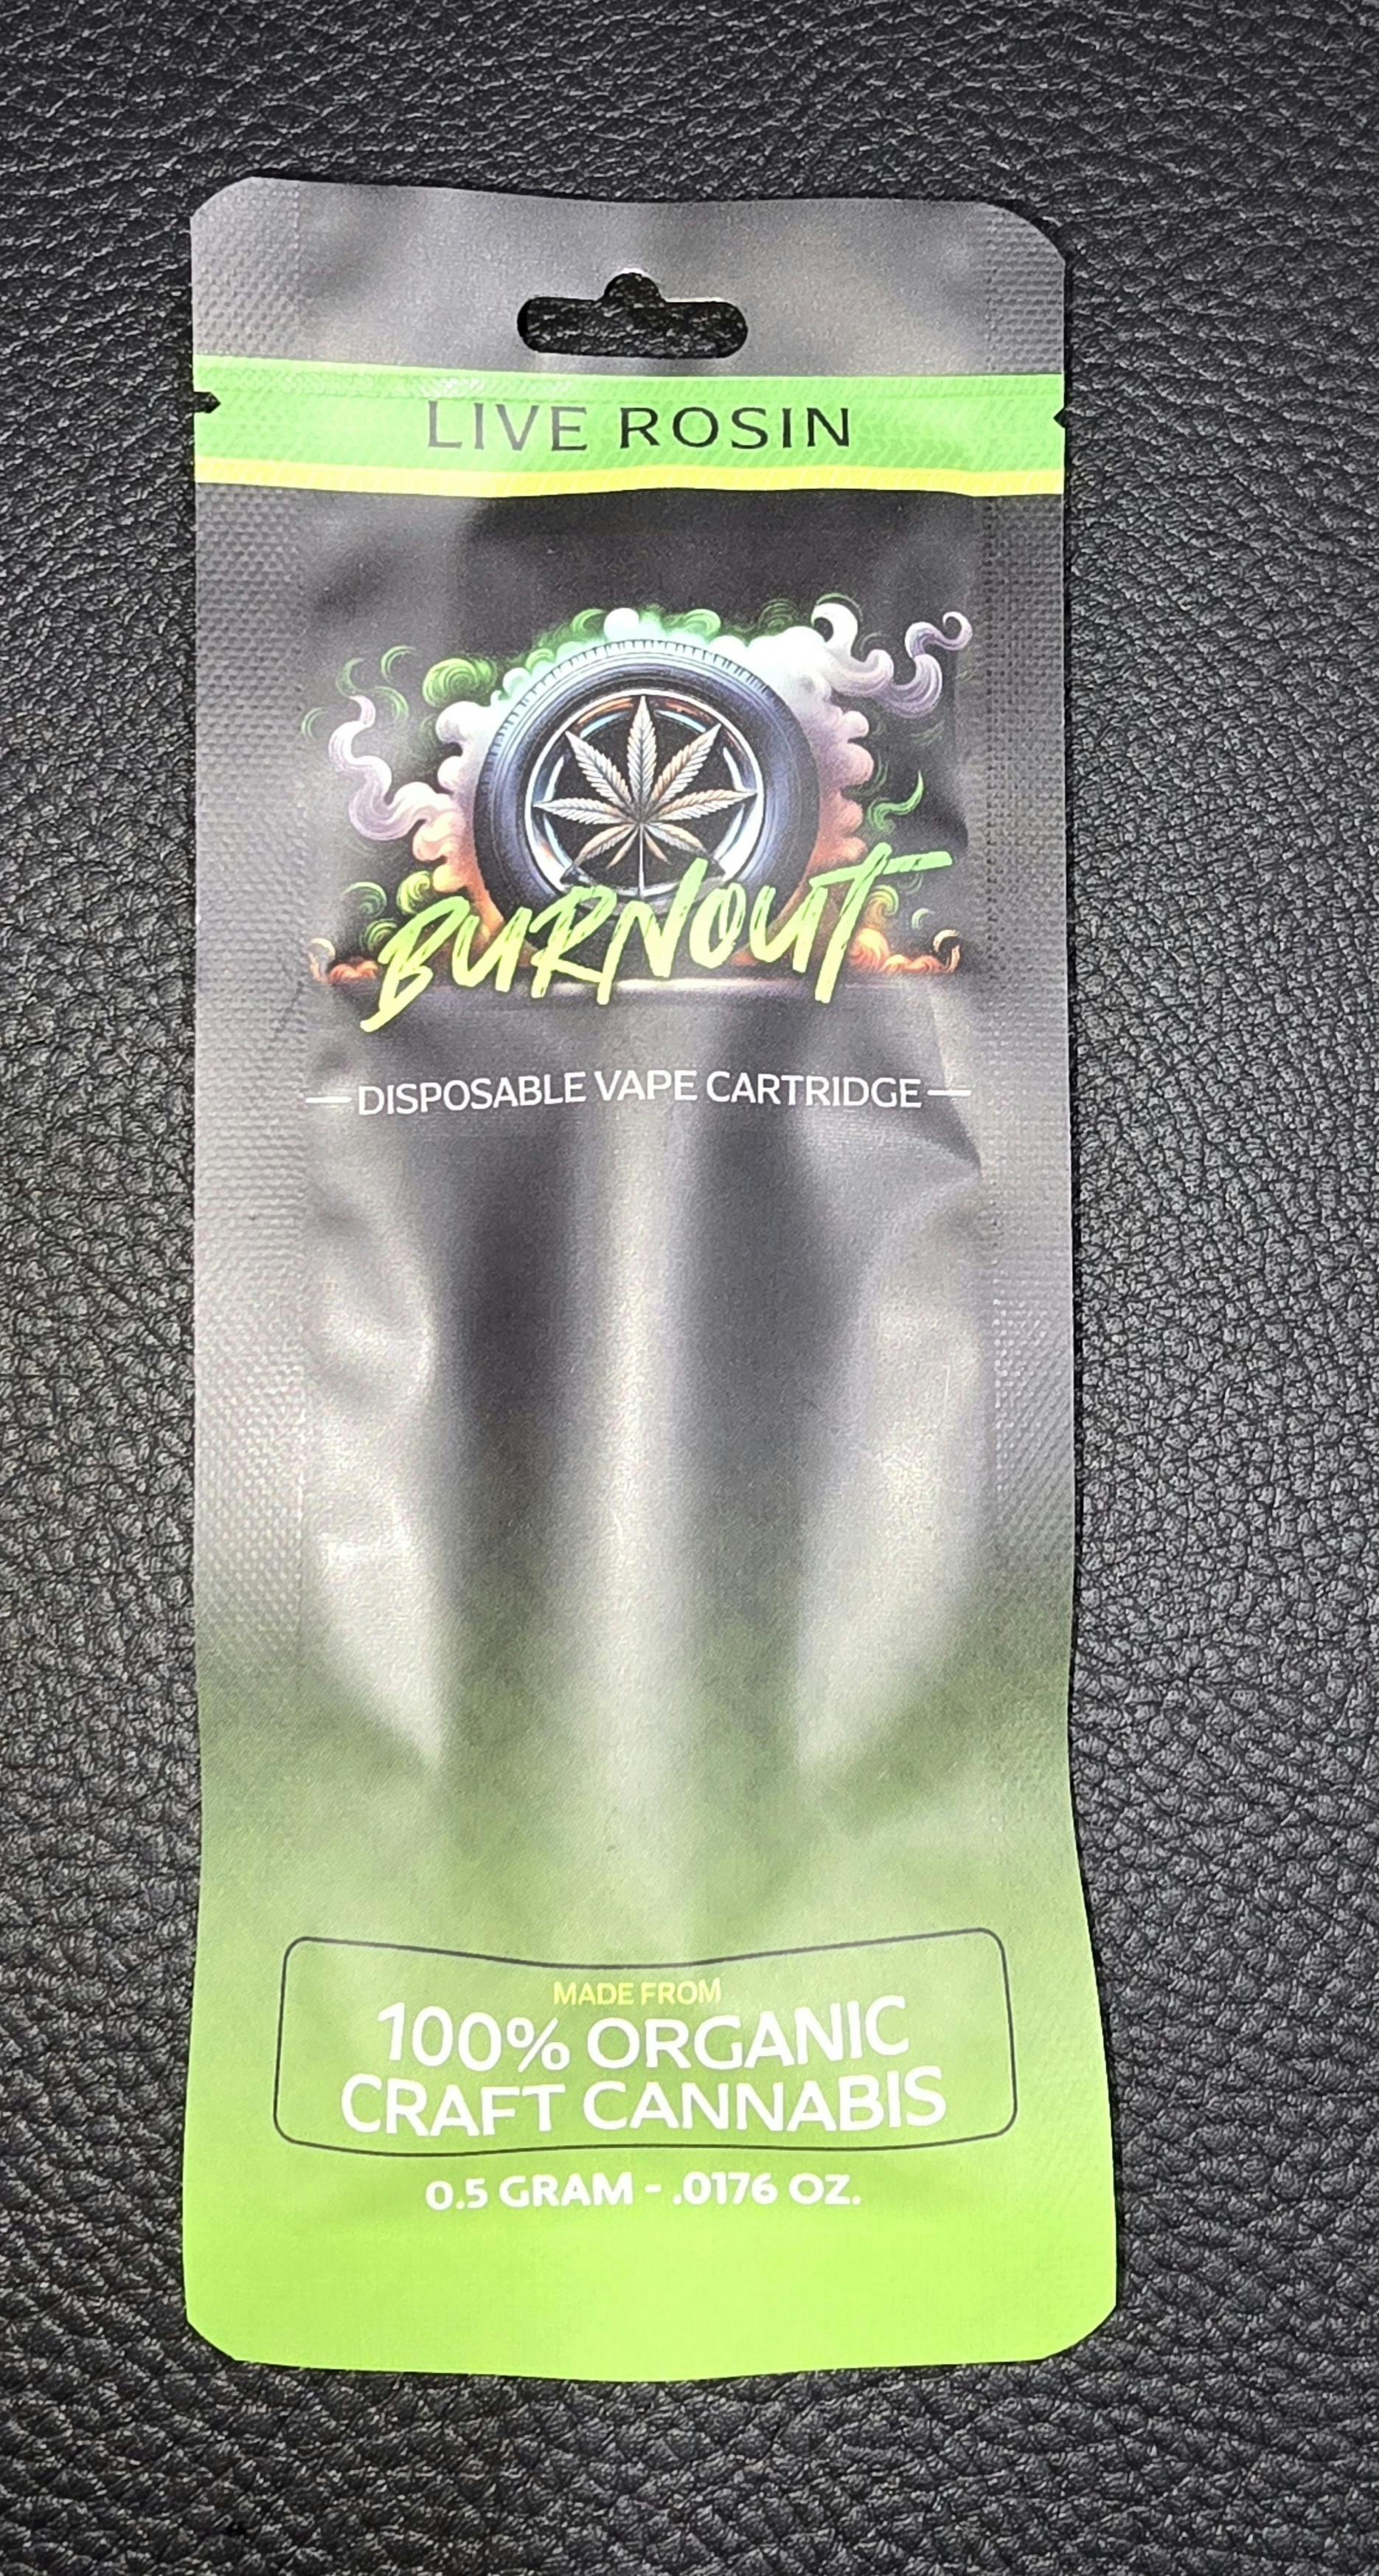 LIVE ROSIN
BURNOUT
DISPOSABLE VAPE CARTRIDGE
MADE FROM
100% ORGANIC
CRAFT CANNABIS
0.5 GRAM - .0176 OZ.